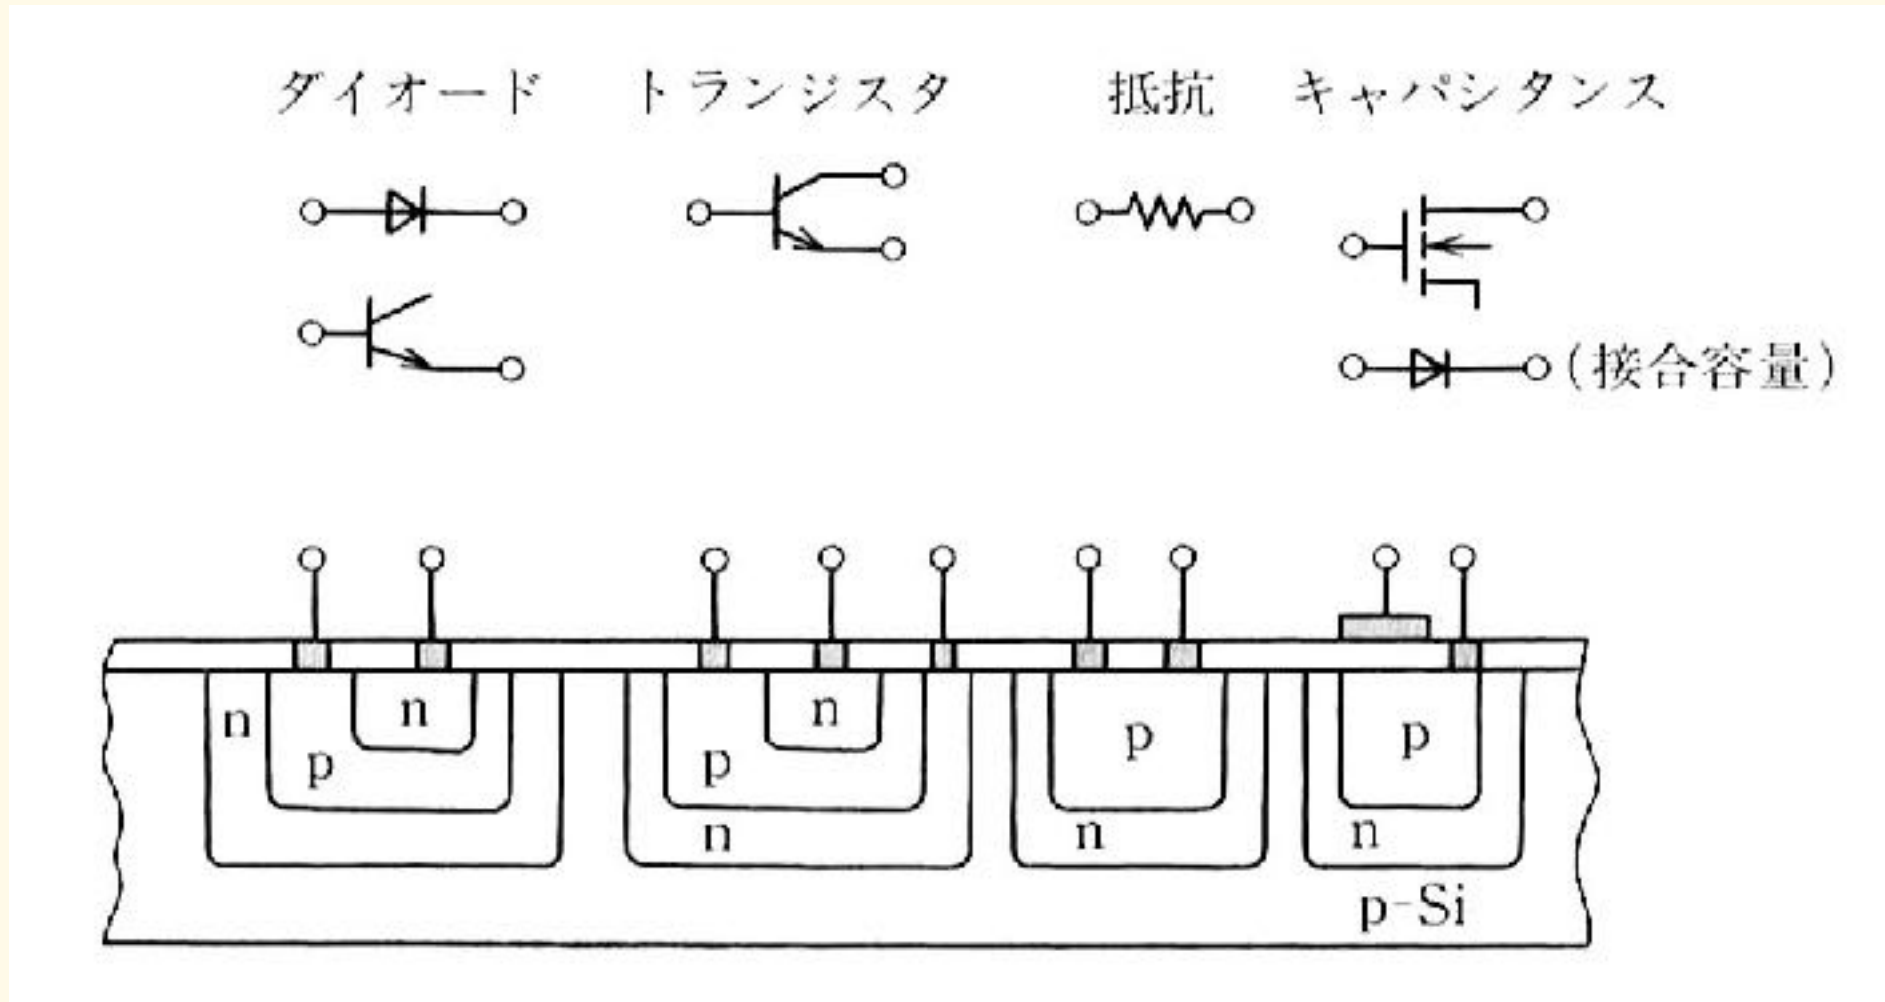 ダイオード トランジスタ 抵抗 キャパシタンス
(接合容量)
n n p
p n n
p n
p n
p-Si